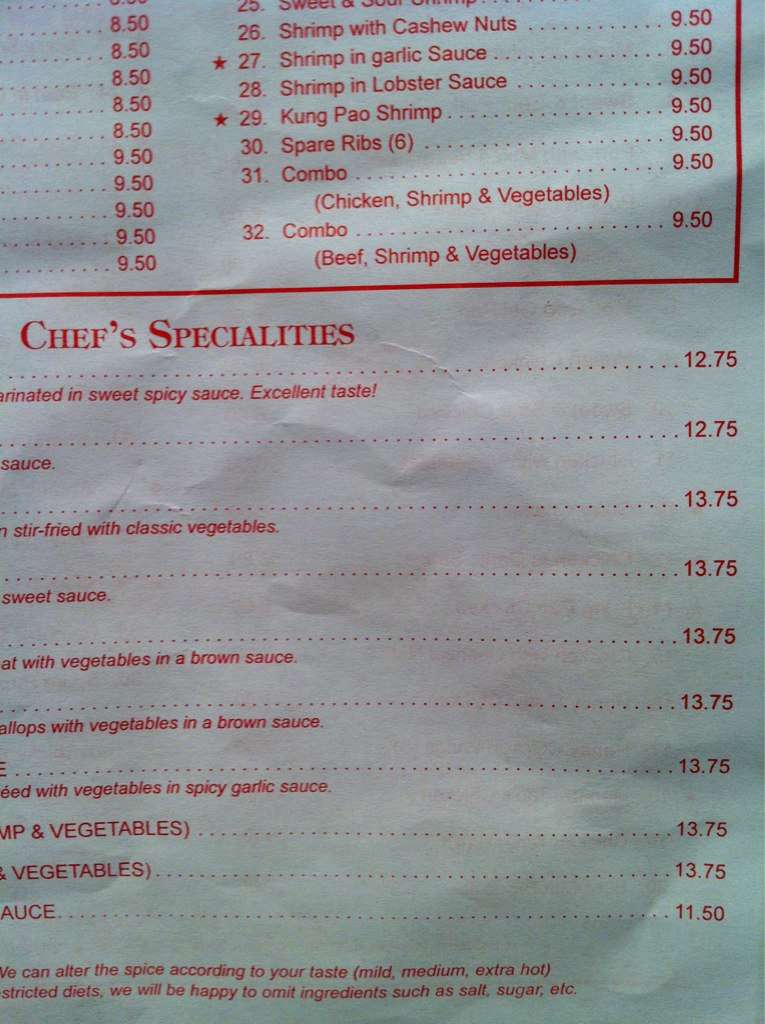 8.50
8.50
8.50
8.50
8.50
9.50
9.50
9.50
9.50
9.50
25. Sweet & Sour Shrimp
26. Shrimp with Cashew Nuts 9.50
★ 27. Shrimp in garlic Sauce 9.50
28. Shrimp in Lobster Sauce 9.50
★ 29. Kung Pao Shrimp 9.50
30. Spare Ribs (6) 9.50
31. Combo 9.50
(Chicken, Shrimp & Vegetables)
32. Combo 9.50
(Beef, Shrimp & Vegetables)
CHEF'S SPECIALITIES
12.75
arinated in sweet spicy sauce. Excellent taste!
12.75
sauce.
13.75
n stir-fried with classic vegetables.
13.75
sweet sauce.
13.75
at with vegetables in a brown sauce.
13.75
allops with vegetables in a brown sauce.
E 13.75
éed with vegetables in spicy garlic sauce.
MP & VEGETABLES) 13.75
& VEGETABLES) 13.75
AUCE 11.50
We can alter the spice according to your taste (mild, medium, extra hot)
stricted diets, we will be happy to omit ingredients such as salt, sugar, etc.